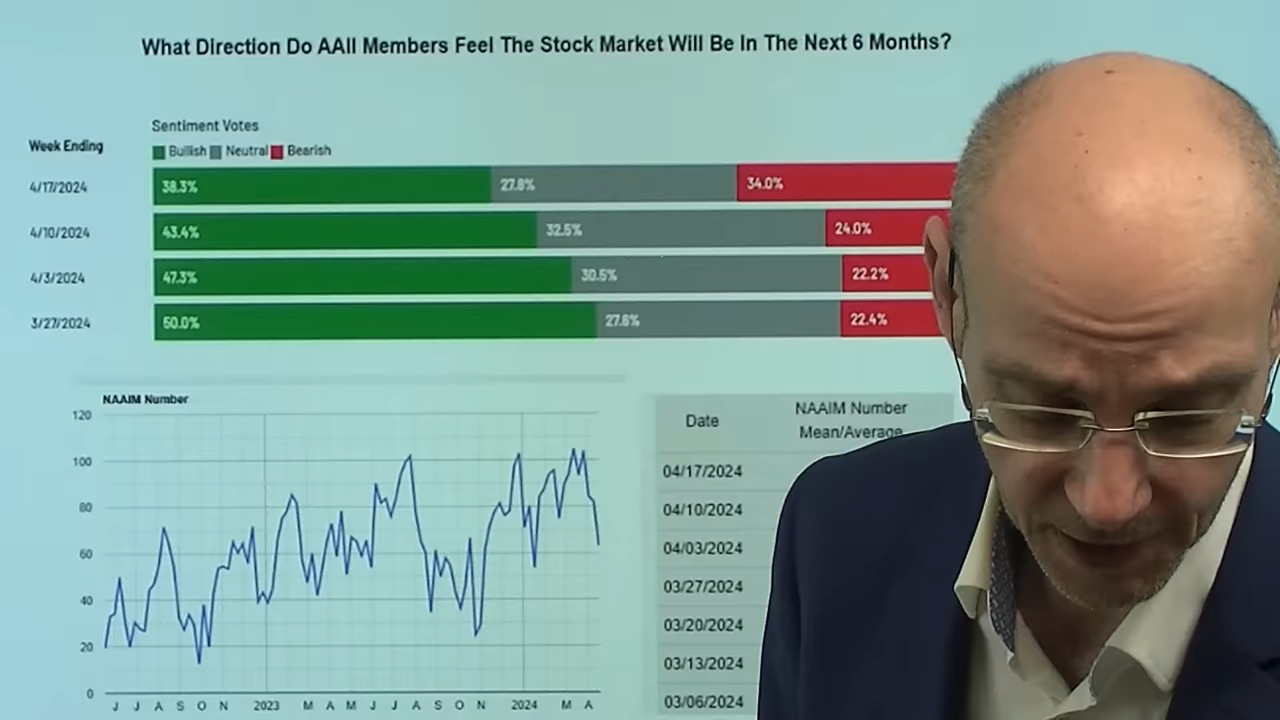 What Direction Do AAII Members Feel The Stock Market Will Be In The Next 6 Months?
Sentiment Votes
Week Ending
Bullish Neutral Bearish
4/17/2024 38.3% 27.8% 34.0%
4/10/2024 43.4% 32.5% 24.0%
4/3/2024 47.3% 30.5% 22.2%
3/27/2024 50.0% 27.6% 22.4%
NAAIM Number
120
100
80
60
40
20
0
J J A S O N 2023 M A M J J A S O N 2024 M A
Date NAAIM Number
Mean/Average
04/17/2024
04/10/2024
04/03/2024
03/27/2024
03/20/2024
03/13/2024
03/06/2024